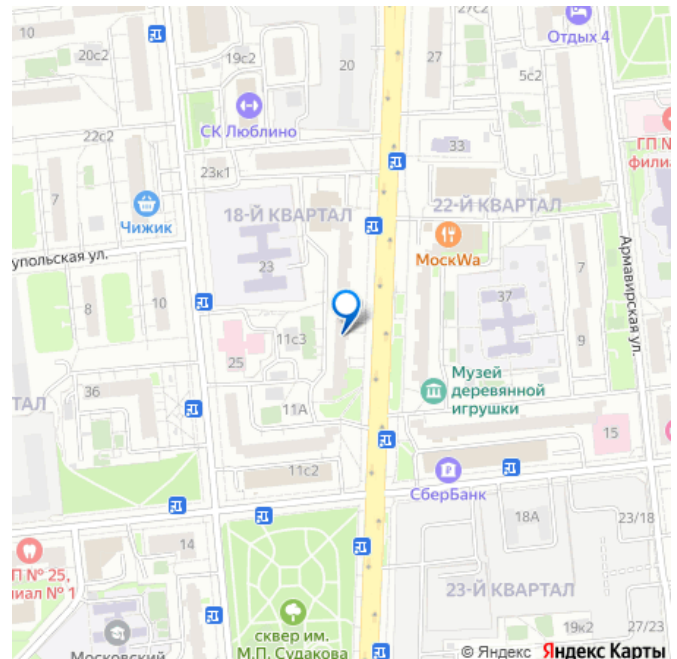 10
20с2
19с2
20
27
Отдых 4
5с2
СК Люблино
22с2
33
ГП N
филиа
23к1
7
Чижик
18-Й КВАРТАЛ
22-Й КВАРТАЛ
МоскWa
упольская ул.
23
Армавирская ул.
7
8
10
37
9
11с3
25
Музей
деревянной
игрушки
36
ТАЛ
11А
15
11с2
СберБанк
18А
23/18
14
П № 25,
иал № 1
23-Й КВАРТАЛ
сквер им.
М.П. Судакова
19к2
27/23
Московский
© Яндекс Яндекс Карты